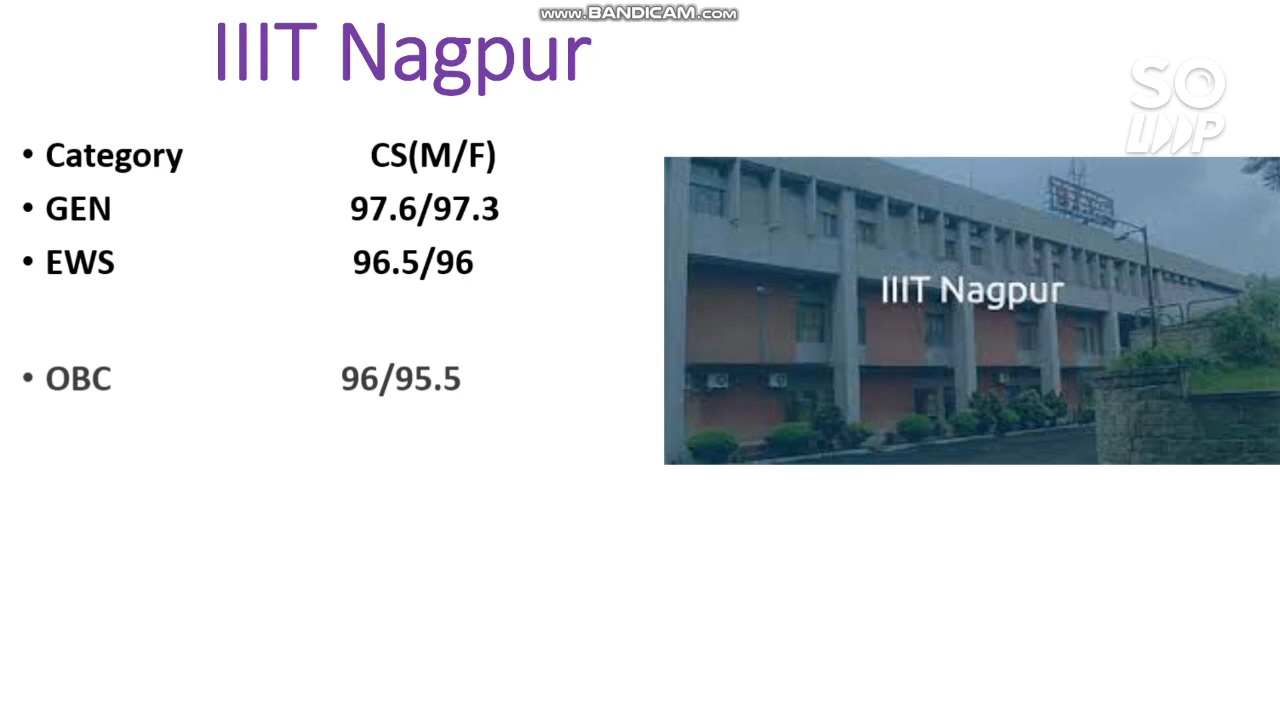 www.BANDICAM.com
IIIT Nagpur
SO
LOOP
• Category CS(M/F)
• GEN 97.6/97.3
• EWS 96.5/96
IIIT Nagpur
• OBC 96/95.5